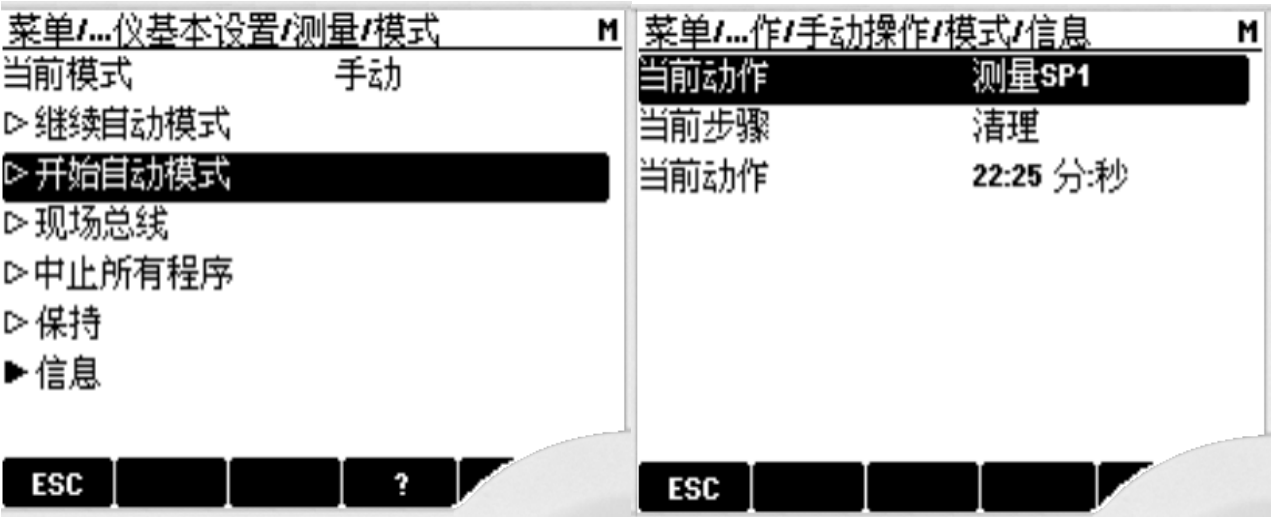 菜单/...仪基本设置/测量/模式 M
当前模式 手动
▷继续自动模式
▷开始自动模式
▷现场总线
▷中止所有程序
▷保持
▶信息
ESC ?
菜单/...作/手动操作/模式/信息 M
当前动作 测量SP1
当前步骤 清理
当前动作 22:25 分:秒
ESC